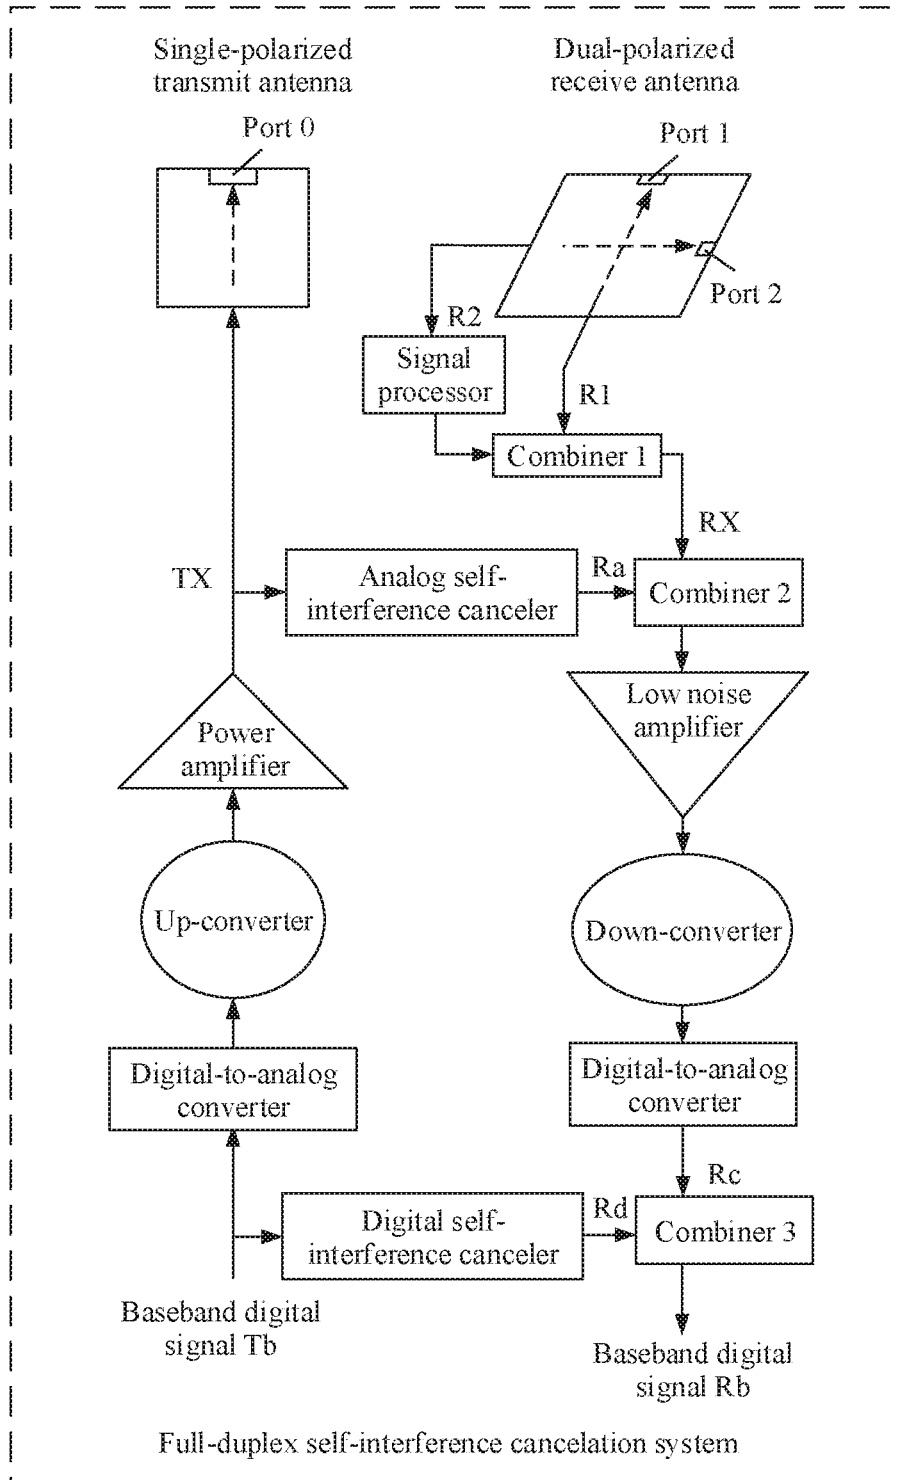 Single-polarized
transmit antenna
Dual-polarized
receive antenna
Port 0
Port 1
Port 2
R2
Signal
processor
R1
Combiner 1
RX
TX
Analog self-
interference canceler
Ra
Combiner 2
Low noise
amplifier
Power
amplifier
Up-converter
Down-converter
Digital-to-analog
converter
Digital-to-analog
converter
Rc
Digital self-
interference canceler
Rd
Combiner 3
Baseband digital
signal Tb
Baseband digital
signal Rb
Full-duplex self-interference cancelation system